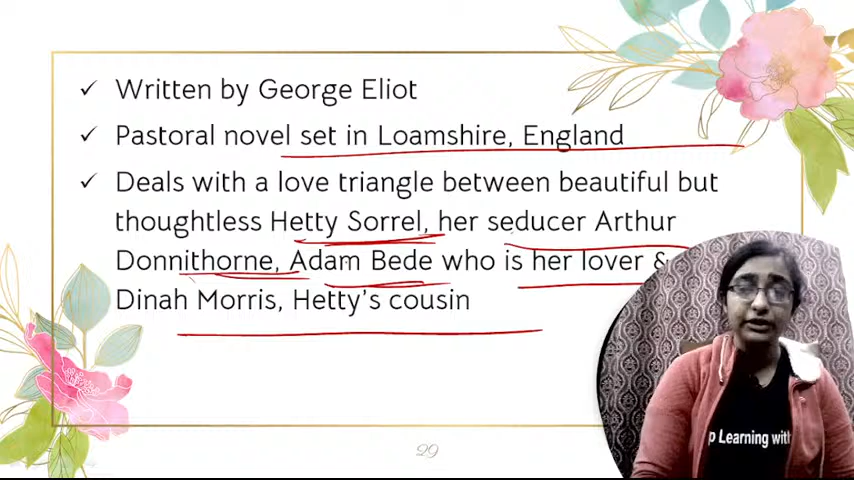 Written by George Eliot
Pastoral novel set in Loamshire, England
Deals with a love triangle between beautiful but
thoughtless Hetty Sorrel, her seducer Arthur
Donnithorne, Adam Bede who is her lover &
Dinah Morris, Hetty's cousin
p Learning with
29